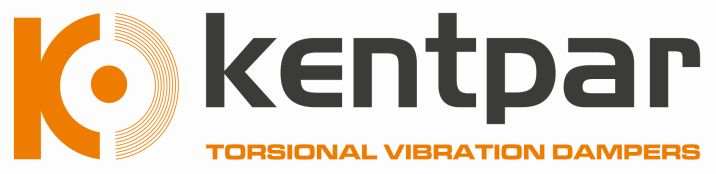 kentpar
TORSIONAL VIBRATION DAMPERS